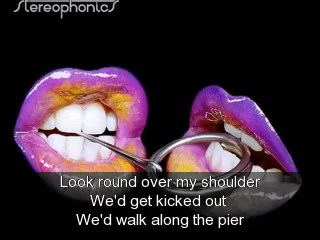 stereophonics
Look round over my shoulder
We'd get kicked out
We'd walk along the pier